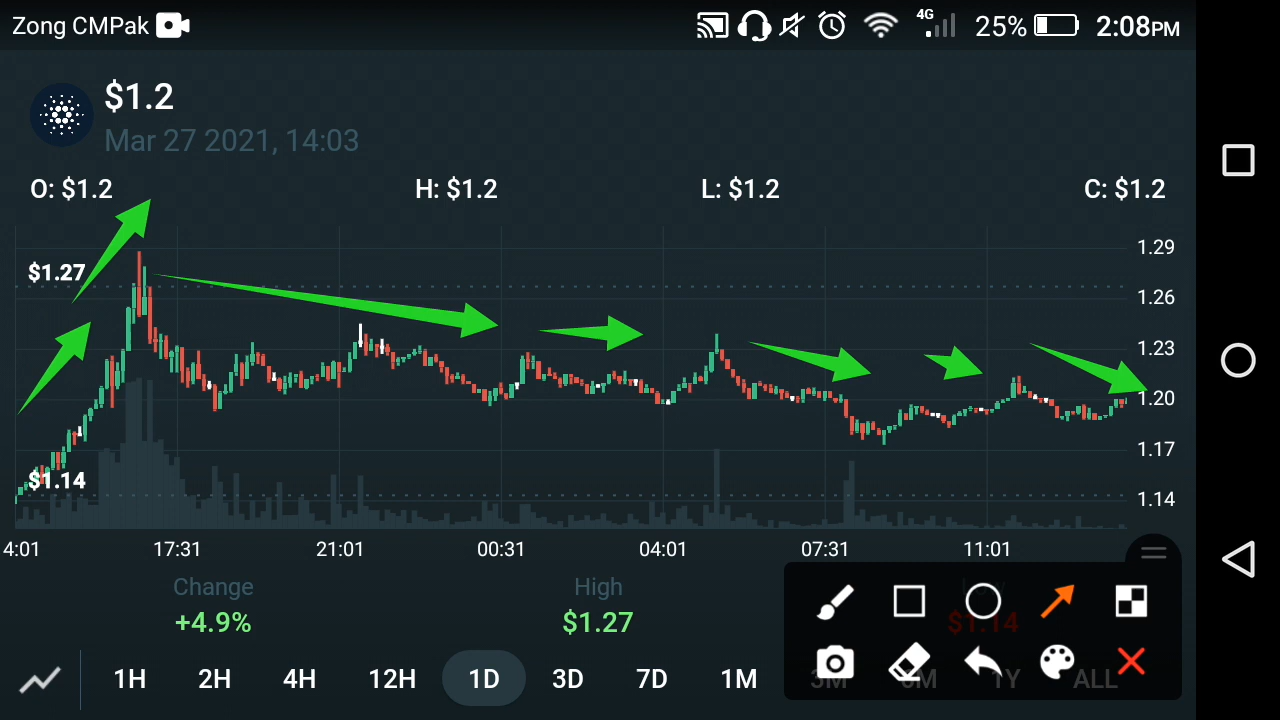 Zong CMPak 4G 25% 2:08PM
$1.2
Mar 27 2021, 14:03
O: $1.2 H: $1.2 L: $1.2 C: $1.2
1.29
$1.27
1.26
1.23
1.20
1.17
$1.14
1.14
4:01 17:31 21:01 00:31 04:01 07:31 11:01
Change High
+4.9% $1.27 $1.14
1H 2H 4H 12H 1D 3D 7D 1M 3M 6M 1Y ALL